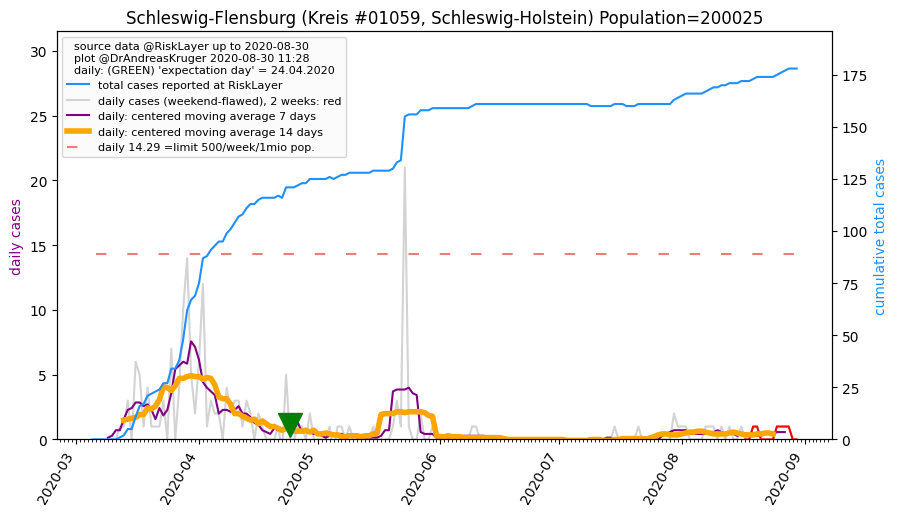 Schleswig-Flensburg (Kreis #01059, Schleswig-Holstein) Population=200025
source data @RiskLayer up to 2020-08-30
plot @DrAndreasKruger 2020-08-30 11:28
daily: (GREEN) 'expectation day' = 24.04.2020
total cases reported at RiskLayer
daily cases (weekend-flawed), 2 weeks: red
daily: centered moving average 7 days
daily: centered moving average 14 days
daily 14.29 =limit 500/week/1mio pop.
daily cases
30
25
20
15
10
5
0
cumulative total cases
175
150
125
100
75
50
25
0
2020-03
2020-04
2020-05
2020-06
2020-07
2020-08
2020-09